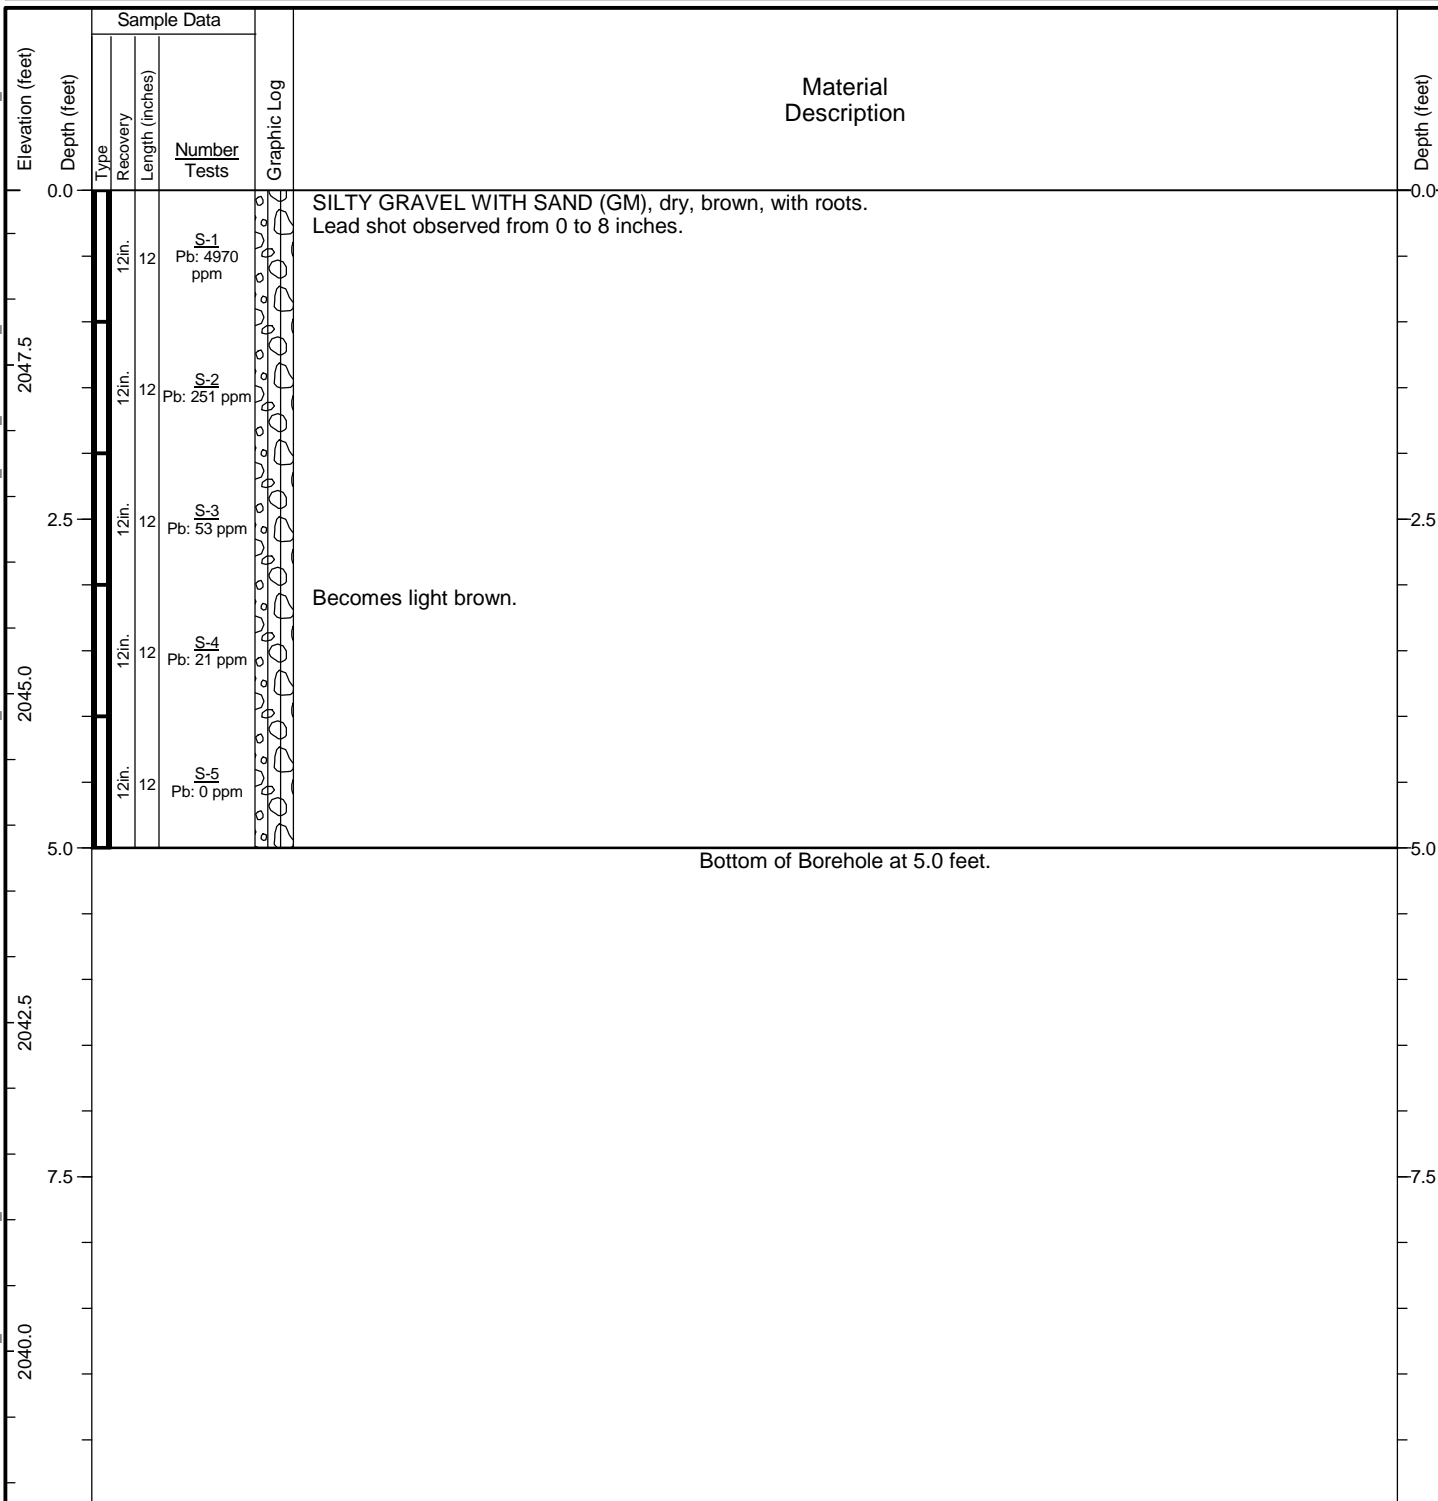 Sample Data
Elevation (feet)
Depth (feet)
Type
Recovery
Length (inches)
Number
Tests
Graphic Log
Material
Description
Depth (feet)
0.0
0.0
SILTY GRAVEL WITH SAND (GM), dry, brown, with roots.
Lead shot observed from 0 to 8 inches.
12in.
12
S-1
Pb: 4970
ppm
2047.5
12in.
12
S-2
Pb: 251 ppm
2.5
12in.
12
S-3
Pb: 53 ppm
2.5
Becomes light brown.
12in.
12
S-4
Pb: 21 ppm
2045.0
12in.
12
S-5
Pb: 0 ppm
5.0
5.0
Bottom of Borehole at 5.0 feet.
2042.5
7.5
7.5
2040.0